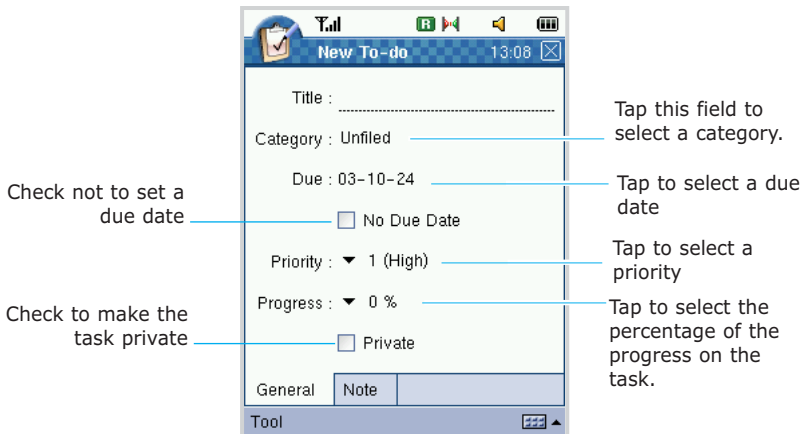 R
New To-do 13:08
Title :
Category : Unfiled
Tap this field to
select a category.
Due : 03-10-24
Tap to select a due
date
Check not to set a
due date
No Due Date
Priority : 1 (High)
Tap to select a
priority
Progress : 0 %
Tap to select the
percentage of the
progress on the
task.
Check to make the
task private
Private
General Note
Tool